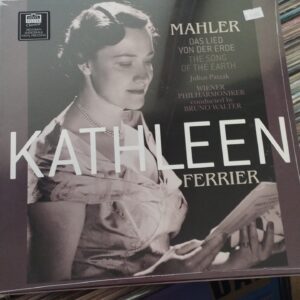 MAHLER
DAS LIED
VON DER ERDE
THE SONG
OF THE EARTH
Julius Patzak
WIENER
PHILHARMONIKER
conducted by
BRUNO WALTER
KATHLEEN
FERRIER